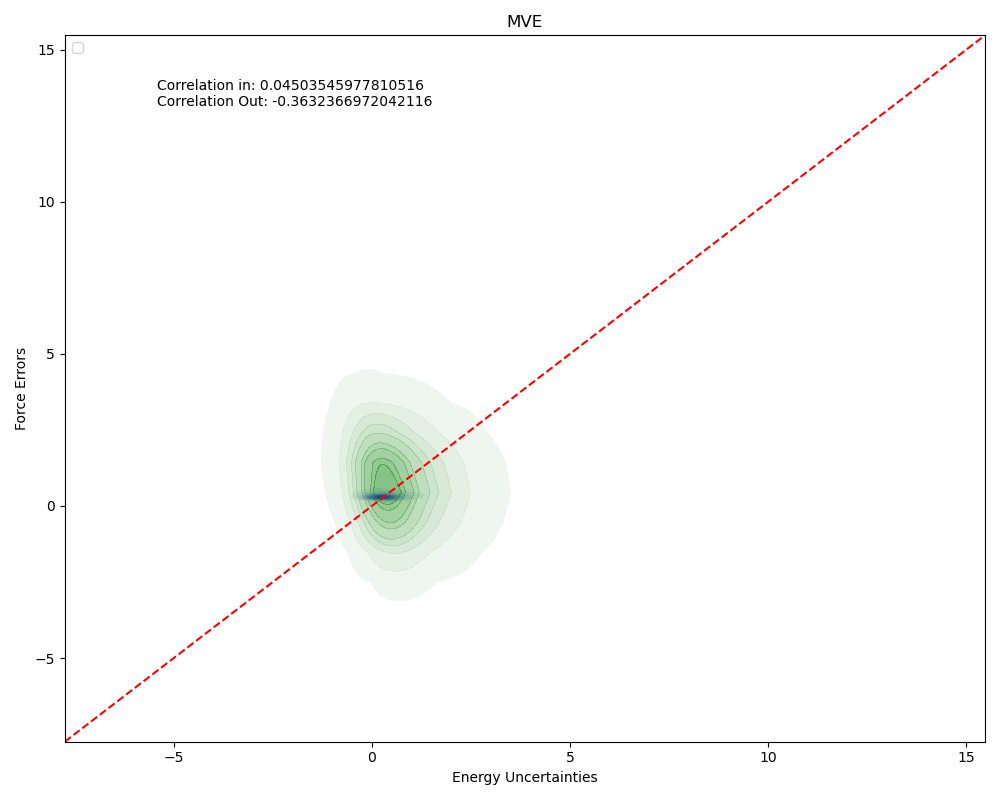 MVE
15
Correlation in: 0.04503545977810516
Correlation Out: -0.3632366972042116
10
5
0
−5
Force Errors
−5 0 5 10 15
Energy Uncertainties